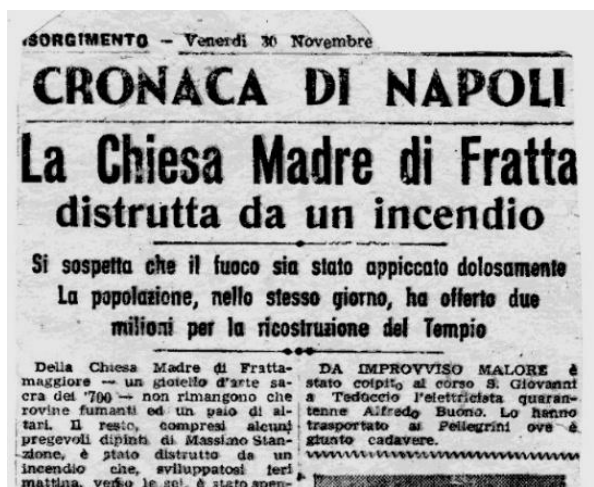 ISORGIMENTO — Venerdi 30 Novembre
CRONACA DI NAPOLI
La Chiesa Madre di Fratta
distrutta da un incendio
Si sospetta che il fuoco sia stato appiccato dolosamente
La popolazione, nello stesso giorno, ha offerto due
milioni per la ricostruzione del Tempio
Della Chiesa Madre di Fratta-
maggiore — un gioiello d'arte sa-
cra del '700 — non rimangono che
rovine fumanti ed un paio di al-
tari. Il resto, compresi alcuni
pregevoli dipinti di Massimo Stan-
zione, è stato distrutto da un
incendio che, sviluppatosi ieri
mattina, verso le sei, è stato spen-
DA IMPROVVISO MALORE è
stato colpito al corso S. Giovanni
a Teduccio l'elettricista quaran-
tenne Alfredo Buono. Lo hanno
trasportato ai Pellegrini ove è
giunto cadavere.